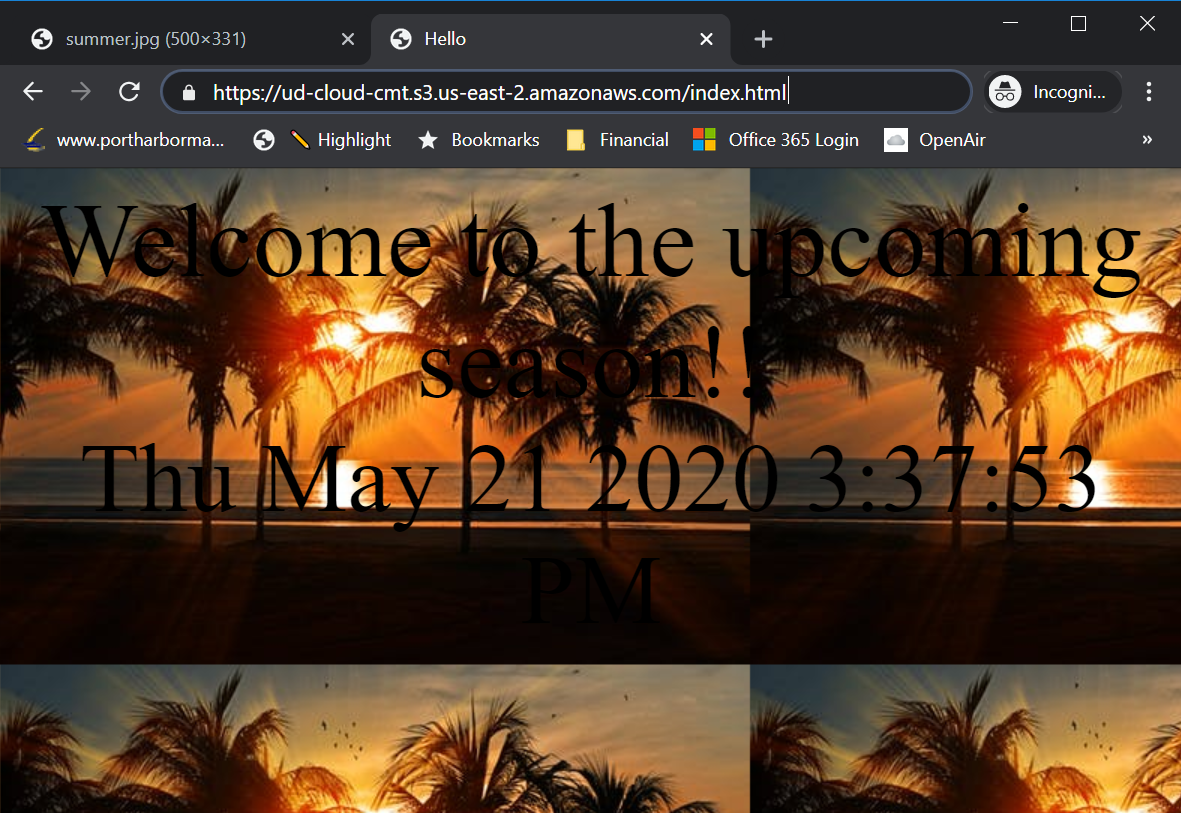 summer.jpg (500×331)
Hello
https://ud-cloud-cmt.s3.us-east-2.amazonaws.com/index.html
Incogni...
www.portharborma...
Highlight
Bookmarks
Financial
Office 365 Login
OpenAir
»
Welcome to the upcoming
season!!
Thu May 21 2020 3:37:53
PM